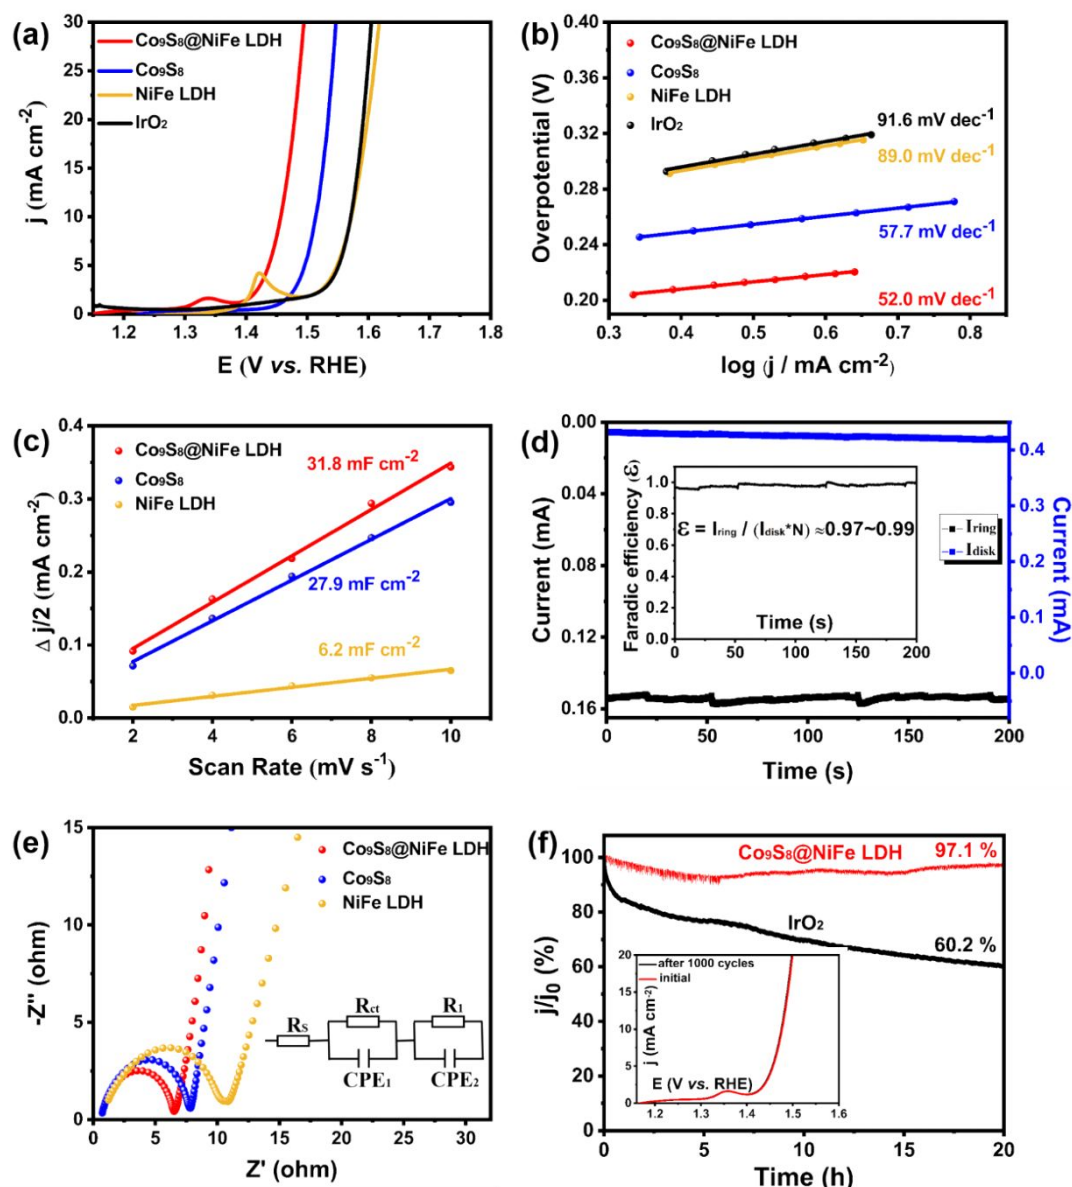 (a)
Co₉S₈@NiFe LDH
Co₉S₈
NiFe LDH
IrO₂
30
25
20
15
10
5
0
j (mA cm⁻²)
1.2 1.3 1.4 1.5 1.6 1.7 1.8
E (V vs. RHE)
(b)
Co₉S₈@NiFe LDH
Co₉S₈
NiFe LDH
IrO₂
0.40
0.36
0.32
0.28
0.24
0.20
Overpotential (V)
91.6 mV dec⁻¹
89.0 mV dec⁻¹
57.7 mV dec⁻¹
52.0 mV dec⁻¹
0.3 0.4 0.5 0.6 0.7 0.8
log (j / mA cm⁻²)
(c)
Co₉S₈@NiFe LDH
Co₉S₈
NiFe LDH
0.4
0.3
0.2
0.1
0.0
Δ j/2 (mA cm⁻²)
31.8 mF cm⁻²
27.9 mF cm⁻²
6.2 mF cm⁻²
2 4 6 8 10
Scan Rate (mV s⁻¹)
(d)
0.00
0.04
0.08
0.12
0.16
Current (mA)
0.4
0.3
0.2
0.1
0.0
Current (mA)
Iring
Idisk
Faradic efficiency (ε)
1.0
0.8
0.6
0.4
0.2
0.0
ε = Iring / (Idisk*N) ≈0.97~0.99
Time (s)
0 50 100 150 200
0 50 100 150 200
Time (s)
(e)
Co₉S₈@NiFe LDH
Co₉S₈
NiFe LDH
15
10
5
0
-Z'' (ohm)
Rs
Rct
R1
CPE₁
CPE₂
0 5 10 15 20 25 30
Z' (ohm)
(f)
100
80
60
40
20
0
j/j₀ (%)
Co₉S₈@NiFe LDH 97.1 %
IrO₂
60.2 %
after 1000 cycles
initial
20
15
10
5
0
j (mA cm⁻²)
E (V vs. RHE)
1.2 1.3 1.4 1.5 1.6
0 5 10 15 20
Time (h)